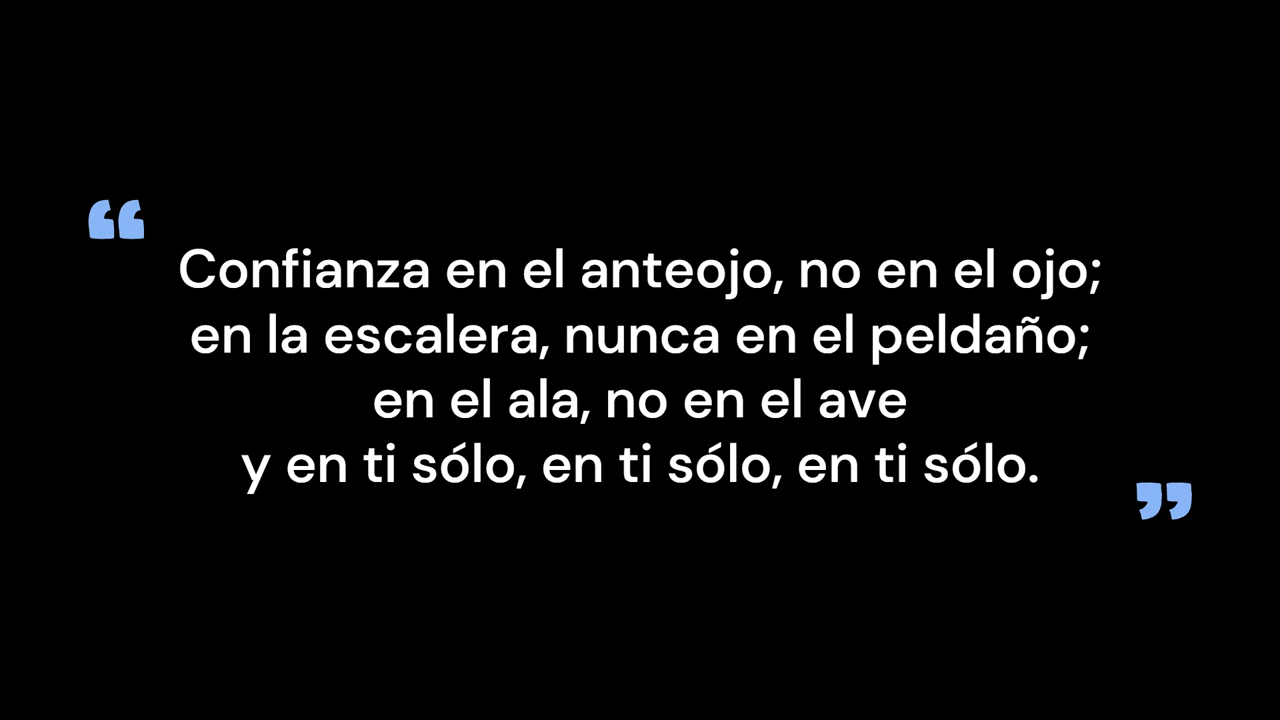 “
Confianza en el anteojo, no en el ojo;
en la escalera, nunca en el peldaño;
en el ala, no en el ave
y en ti sólo, en ti sólo, en ti sólo.
”